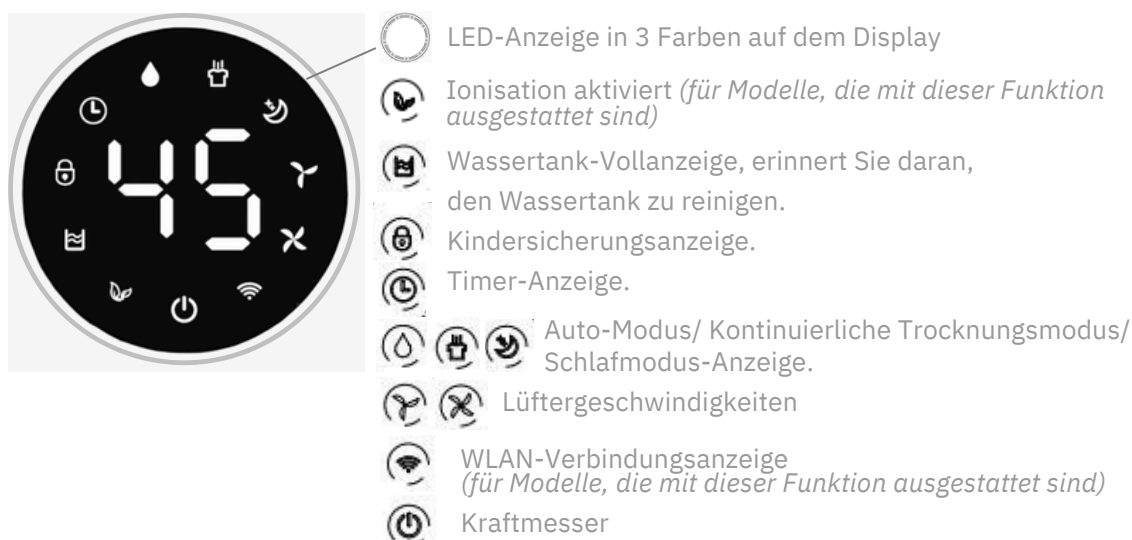 45
LED-Anzeige in 3 Farben auf dem Display
Ionisation aktiviert (für Modelle, die mit dieser Funktion
ausgestattet sind)
Wassertank-Vollanzeige, erinnert Sie daran,
den Wassertank zu reinigen.
Kindersicherungsanzeige.
Timer-Anzeige.
Auto-Modus/ Kontinuierliche Trocknungsmodus/
Schlafmodus-Anzeige.
Lüftergeschwindigkeiten
WLAN-Verbindungsanzeige
(für Modelle, die mit dieser Funktion ausgestattet sind)
Kraftmesser